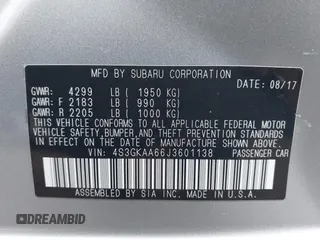 MFD BY SUBARU CORPORATION
GVWR: 4299 LB ( 1950 KG) DATE: 08/17
GAWR: F 2183 LB ( 990 KG)
GAWR: R 2205 LB ( 1000 KG)
THIS VEHICLE CONFORMS TO ALL APPLICABLE FEDERAL MOTOR
VEHICLE SAFETY, BUMPER, AND THEFT PREVENTION STANDARDS
IN EFFECT ON THE DATE OF MANUFACTURE SHOWN ABOVE.
VIN: 4S3GKAA66J3601138 PASSENGER CAR
ASSEMBLED BY SIA INC. IN U.S.A.